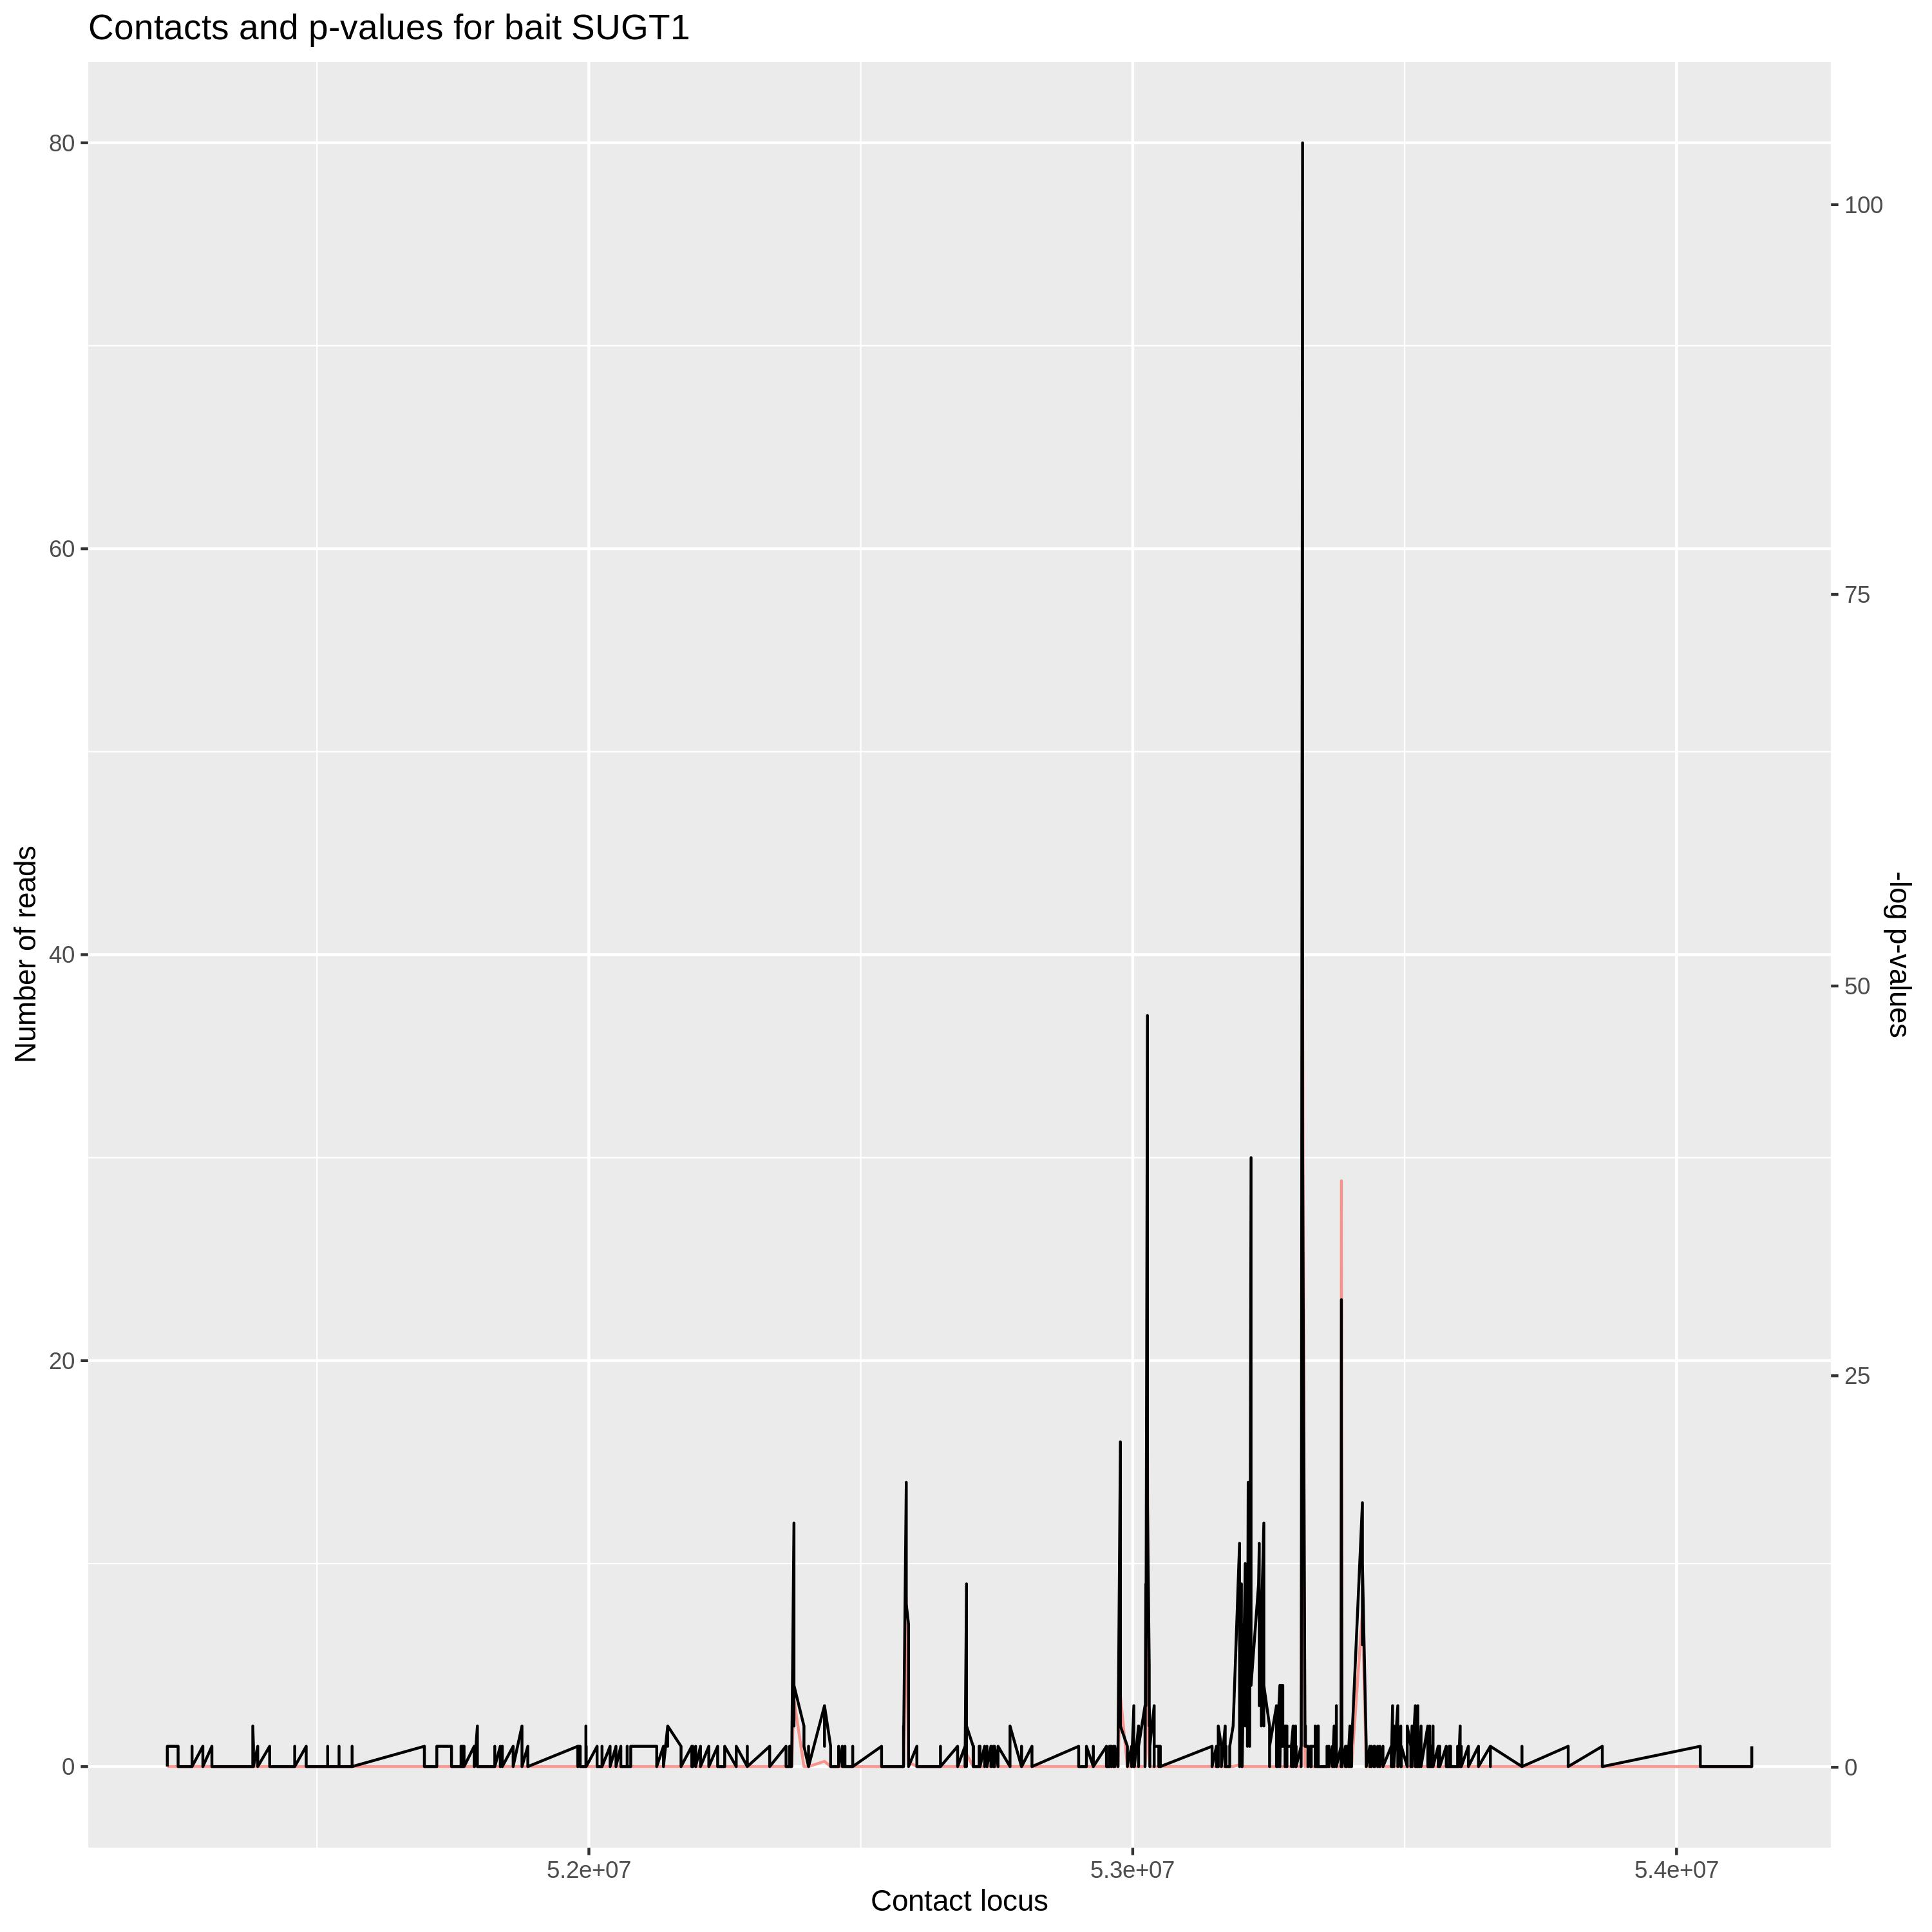 Contacts and p-values for bait SUGT1
80
60
40
20
0
Number of reads
100
75
50
25
0
-log p-values
5.2e+07
5.3e+07
5.4e+07
Contact locus